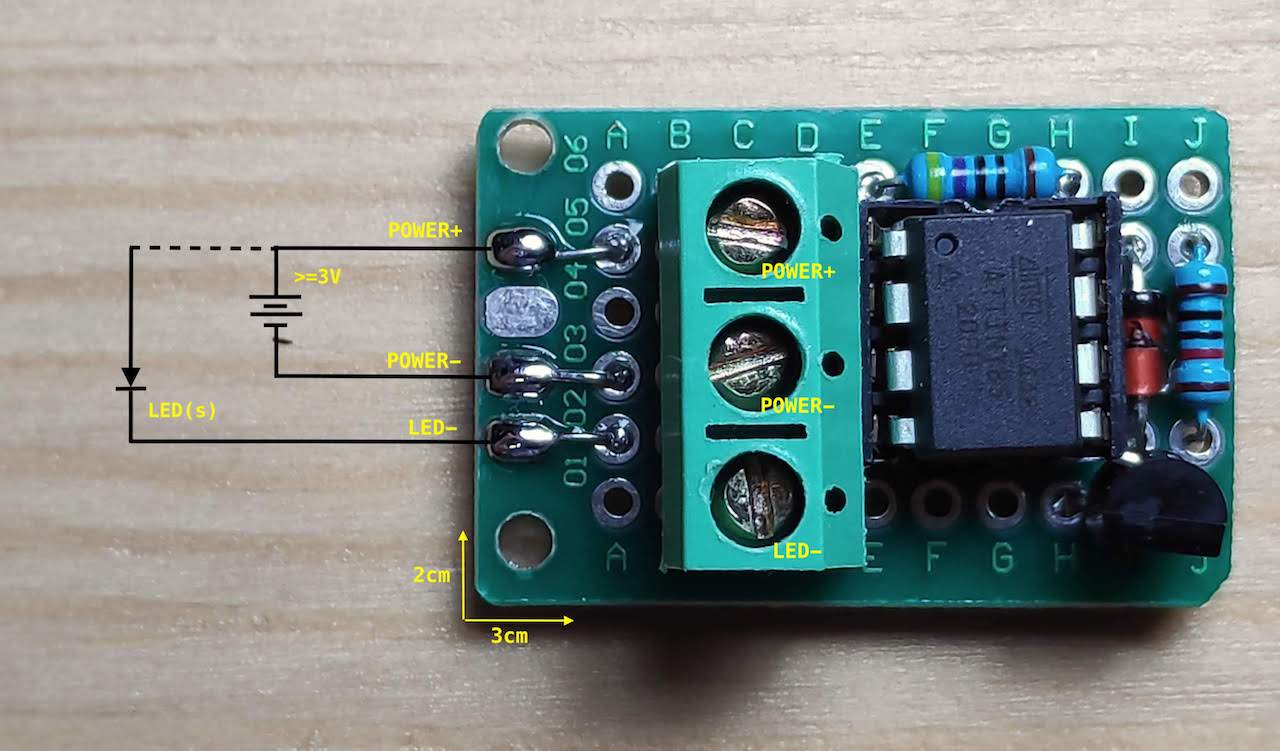 A B C D E F G H I J
06
05
04
03
02
01
POWER+
>=3V
POWER–
LED(s)
LED–
POWER+
POWER–
LED–
A E F G H J
2cm
3cm